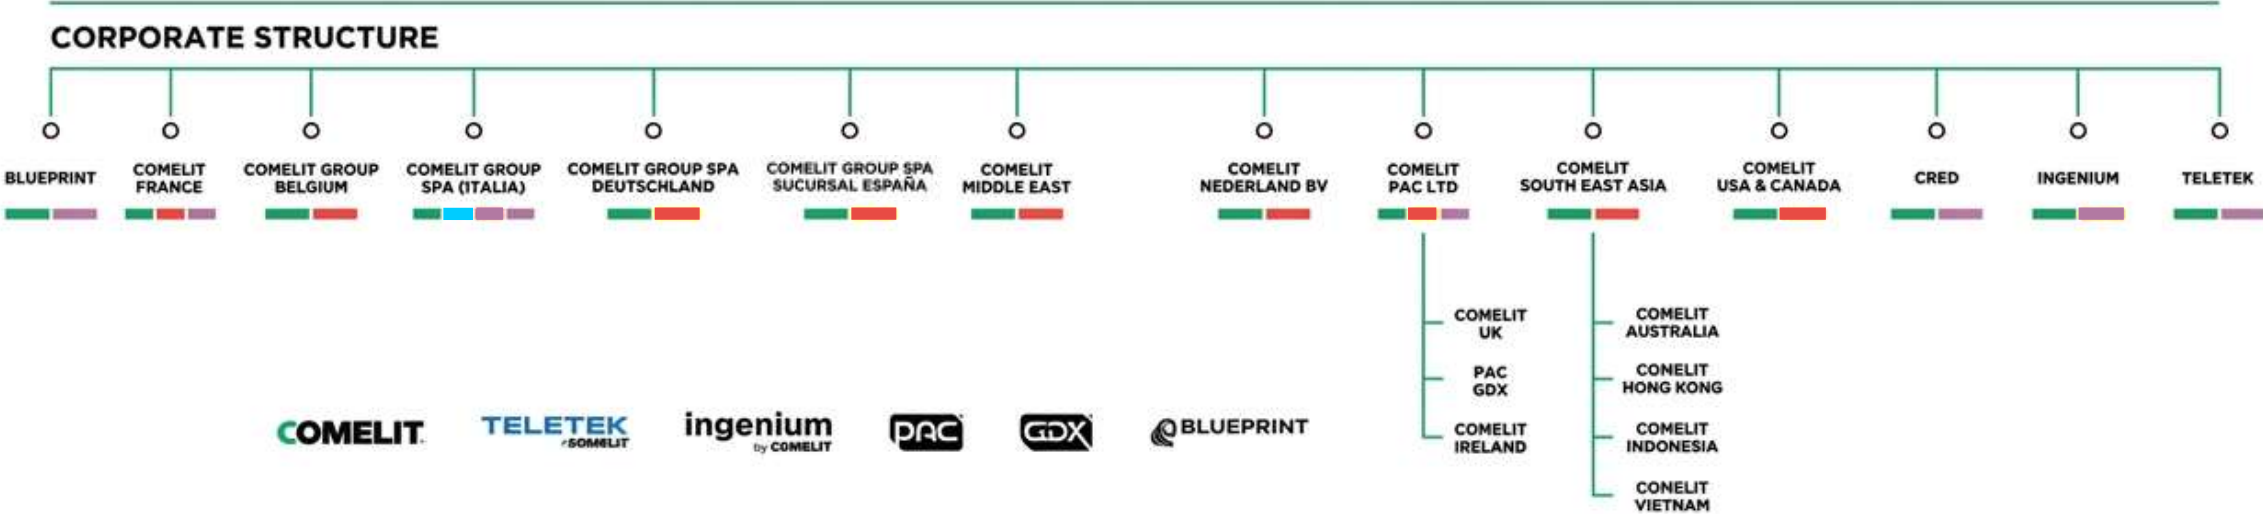 CORPORATE STRUCTURE
BLUEPRINT
COMELIT
FRANCE
COMELIT GROUP
BELGIUM
COMELIT GROUP
SPA (ITALIA)
COMELIT GROUP SPA
DEUTSCHLAND
COMELIT GROUP SPA
SUCURSAL ESPAÑA
COMELIT
MIDDLE EAST
COMELIT
NEDERLAND BV
COMELIT
PAC LTD
COMELIT
SOUTH EAST ASIA
COMELIT
USA & CANADA
CRED
INGENIUM
TELETEK
COMELIT
UK
PAC
GDX
COMELIT
IRELAND
COMELIT
AUSTRALIA
CONELIT
HONG KONG
COMELIT
INDONESIA
CONELIT
VIETNAM
COMELIT
TELETEK
ingenium
by COMELIT
PAC
GDX
BLUEPRINT